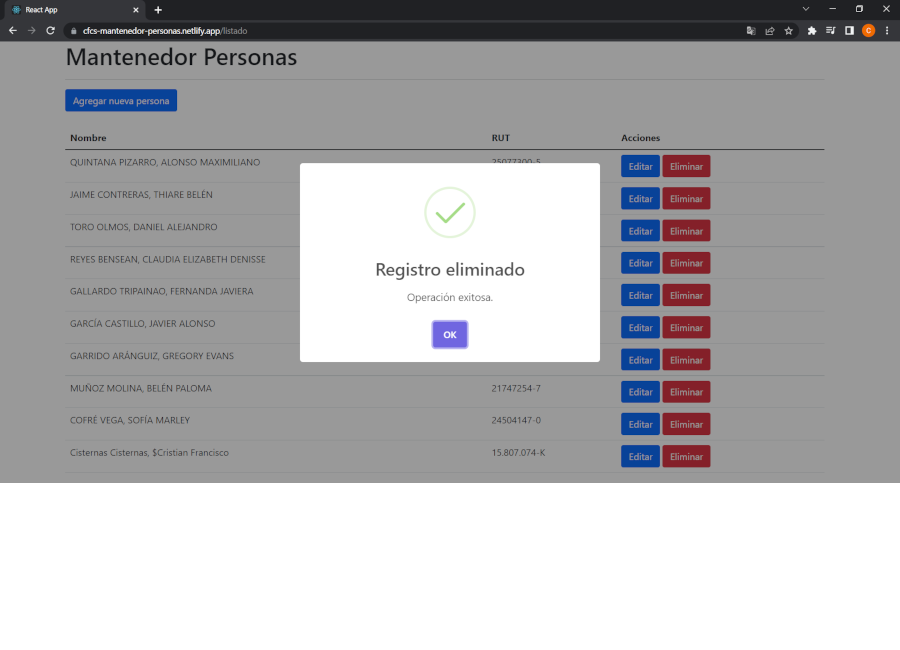 React App
cfcs-mantenedor-personas.netlify.app/listado
C
Mantenedor Personas
Agregar nueva persona
Nombre RUT Acciones
QUINTANA PIZARRO, ALONSO MAXIMILIANO Editar Eliminar
JAIME CONTRERAS, THIARE BELÉN Editar Eliminar
TORO OLMOS, DANIEL ALEJANDRO Editar Eliminar
REYES BENSEAN, CLAUDIA ELIZABETH DENISSE Editar Eliminar
GALLARDO TRIPAINAO, FERNANDA JAVIERA Editar Eliminar
GARCÍA CASTILLO, JAVIER ALONSO Editar Eliminar
GARRIDO ARÁNGUIZ, GREGORY EVANS Editar Eliminar
MUÑOZ MOLINA, BELÉN PALOMA 21747254-7 Editar Eliminar
COFRÉ VEGA, SOFÍA MARLEY 24504147-0 Editar Eliminar
Cisternas Cisternas, $Cristian Francisco 15.807.074-K Editar Eliminar
Registro eliminado
Operación exitosa.
OK